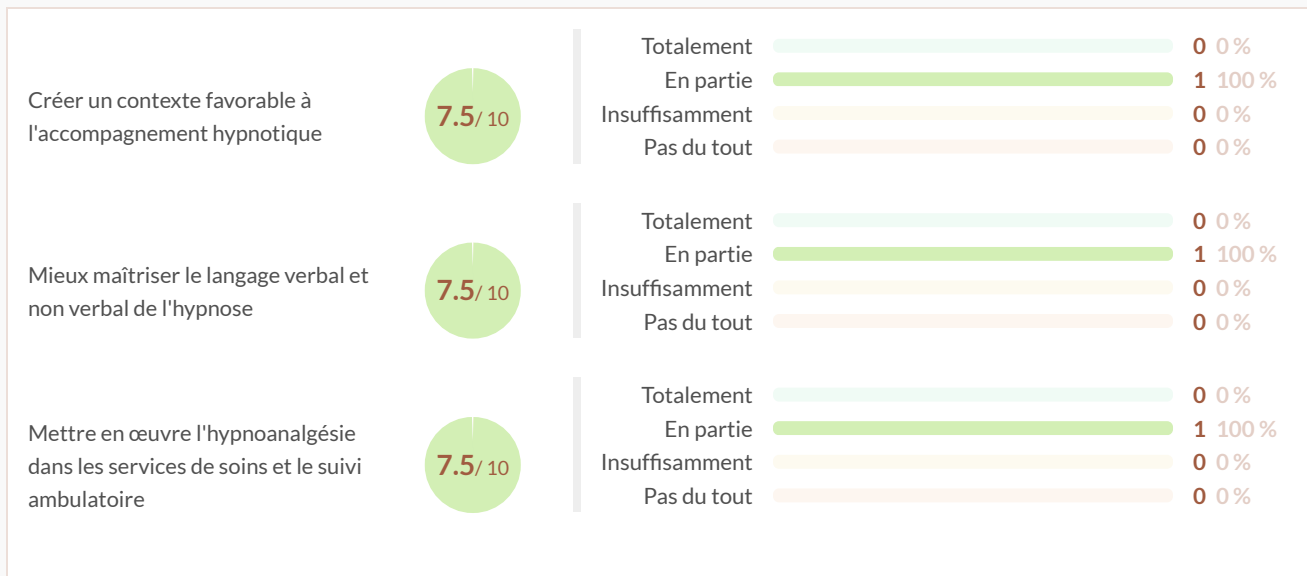 Créer un contexte favorable à
l'accompagnement hypnotique
7.5/ 10
Totalement 0 0 %
En partie 1 100 %
Insuffisamment 0 0 %
Pas du tout 0 0 %
Mieux maîtriser le langage verbal et
non verbal de l'hypnose
7.5/ 10
Totalement 0 0 %
En partie 1 100 %
Insuffisamment 0 0 %
Pas du tout 0 0 %
Mettre en œuvre l'hypnoanalgésie
dans les services de soins et le suivi
ambulatoire
7.5/ 10
Totalement 0 0 %
En partie 1 100 %
Insuffisamment 0 0 %
Pas du tout 0 0 %